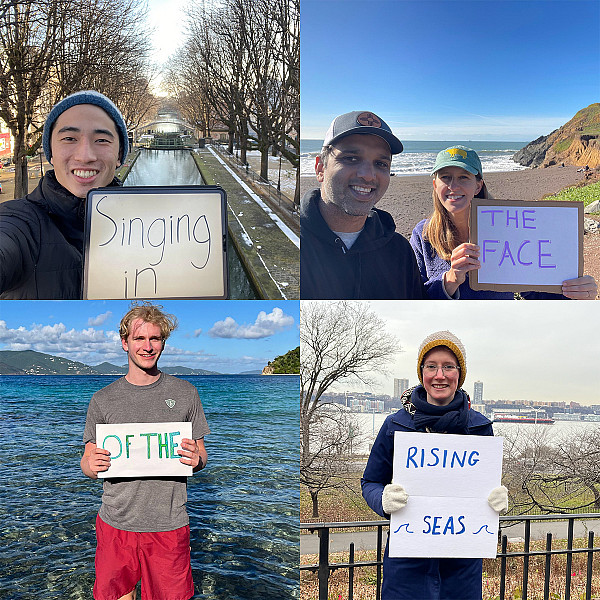 Singing
in
THE
FACE
OF THE
RISING
SEAS